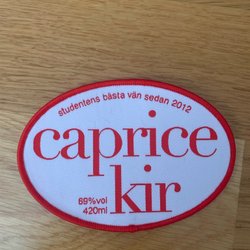 studentens bästa vän sedan 2012
caprice
kir
69%vol
420ml